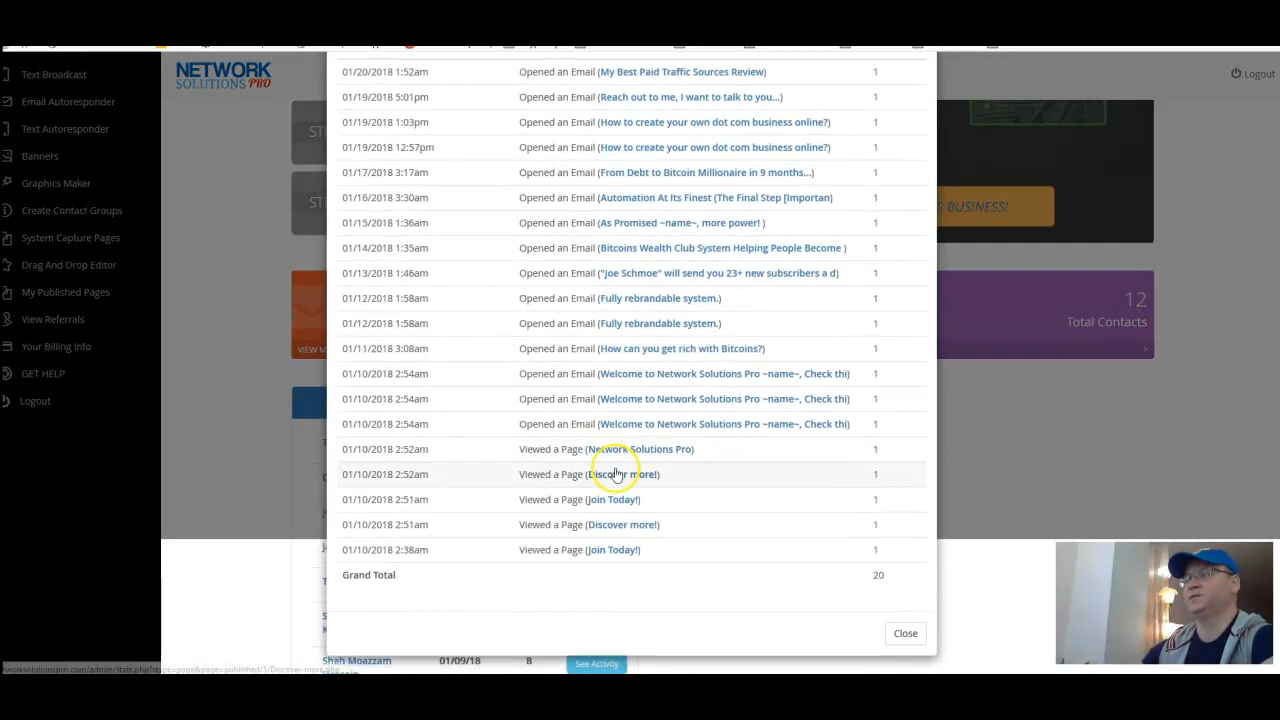 Text Broadcast
Email Autoresponder
Text Autoresponder
Banners
Graphics Maker
Create Contact Groups
System Capture Pages
Drag And Drop Editor
My Published Pages
View Referrals
Your Billing Info
GET HELP
Logout
NETWORK
SOLUTIONS PRO
Logout
ST
ST
S BUSINESS!
VIEW M
12
Total Contacts
01/20/2018 1:52am Opened an Email (My Best Paid Traffic Sources Review) 1
01/19/2018 5:01pm Opened an Email (Reach out to me, I want to talk to you...) 1
01/19/2018 1:03pm Opened an Email (How to create your own dot com business online?) 1
01/19/2018 12:57pm Opened an Email (How to create your own dot com business online?) 1
01/17/2018 3:17am Opened an Email (From Debt to Bitcoin Millionaire in 9 months...) 1
01/16/2018 3:30am Opened an Email (Automation At Its Finest (The Final Step [Importan) 1
01/15/2018 1:36am Opened an Email (As Promised ~name~, more power! ) 1
01/14/2018 1:35am Opened an Email (Bitcoins Wealth Club System Helping People Become ) 1
01/13/2018 1:46am Opened an Email ("Joe Schmoe" will send you 23+ new subscribers a d) 1
01/12/2018 1:58am Opened an Email (Fully rebrandable system.) 1
01/12/2018 1:58am Opened an Email (Fully rebrandable system.) 1
01/11/2018 3:08am Opened an Email (How can you get rich with Bitcoins?) 1
01/10/2018 2:54am Opened an Email (Welcome to Network Solutions Pro ~name~, Check thi) 1
01/10/2018 2:54am Opened an Email (Welcome to Network Solutions Pro ~name~, Check thi) 1
01/10/2018 2:54am Opened an Email (Welcome to Network Solutions Pro ~name~, Check thi) 1
01/10/2018 2:52am Viewed a Page (Network Solutions Pro) 1
01/10/2018 2:52am Viewed a Page (Discover more!) 1
01/10/2018 2:51am Viewed a Page (Join Today!) 1
01/10/2018 2:51am Viewed a Page (Discover more!) 1
01/10/2018 2:38am Viewed a Page (Join Today!) 1
Grand Total 20
Close
Shah Moazzam 01/09/18 8 See Activity